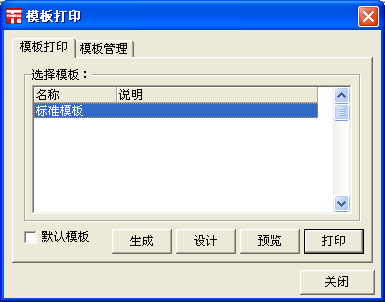 模板打印
模板打印 模板管理
选择模板：
名称 说明
标准模板
默认模板 生成 设计 预览 打印
关闭